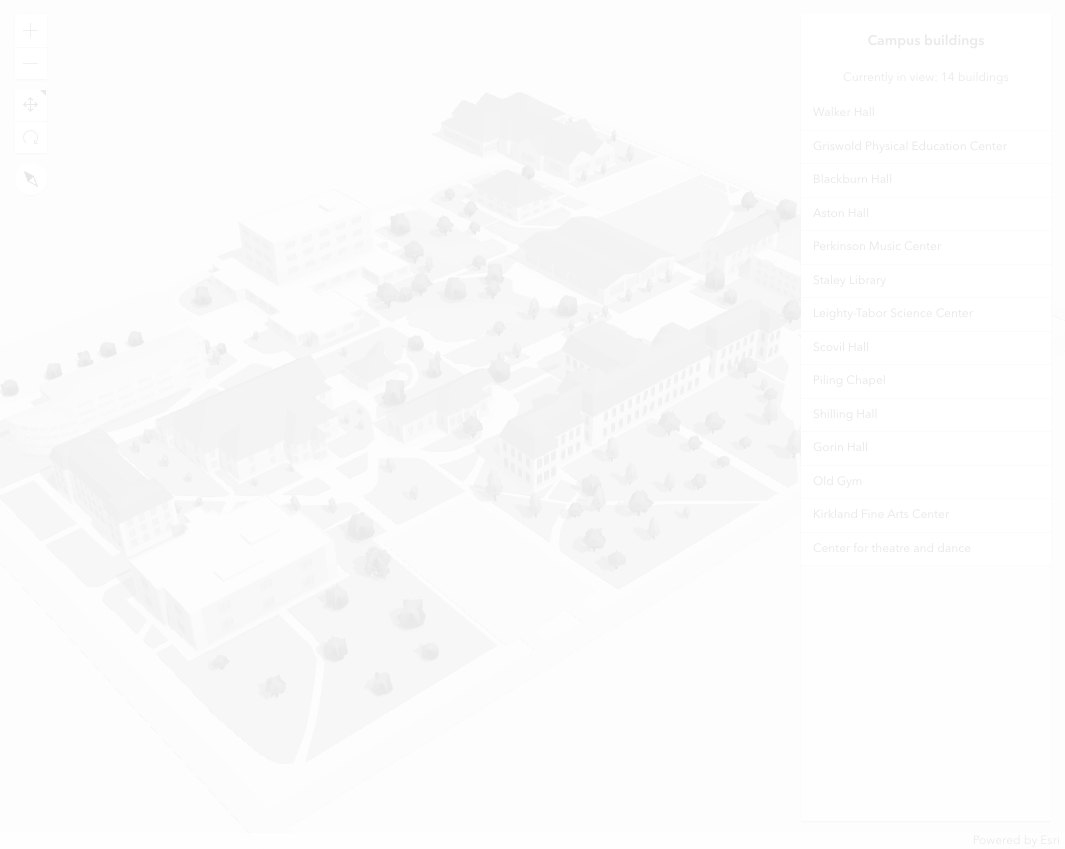 Campus buildings
Currently in view: 14 buildings
Walker Hall
Griswold Physical Education Center
Blackburn Hall
Aston Hall
Perkinson Music Center
Staley Library
Leighty-Tabor Science Center
Scovil Hall
Piling Chapel
Shilling Hall
Gorin Hall
Old Gym
Kirkland Fine Arts Center
Center for theatre and dance
Powered by Esri